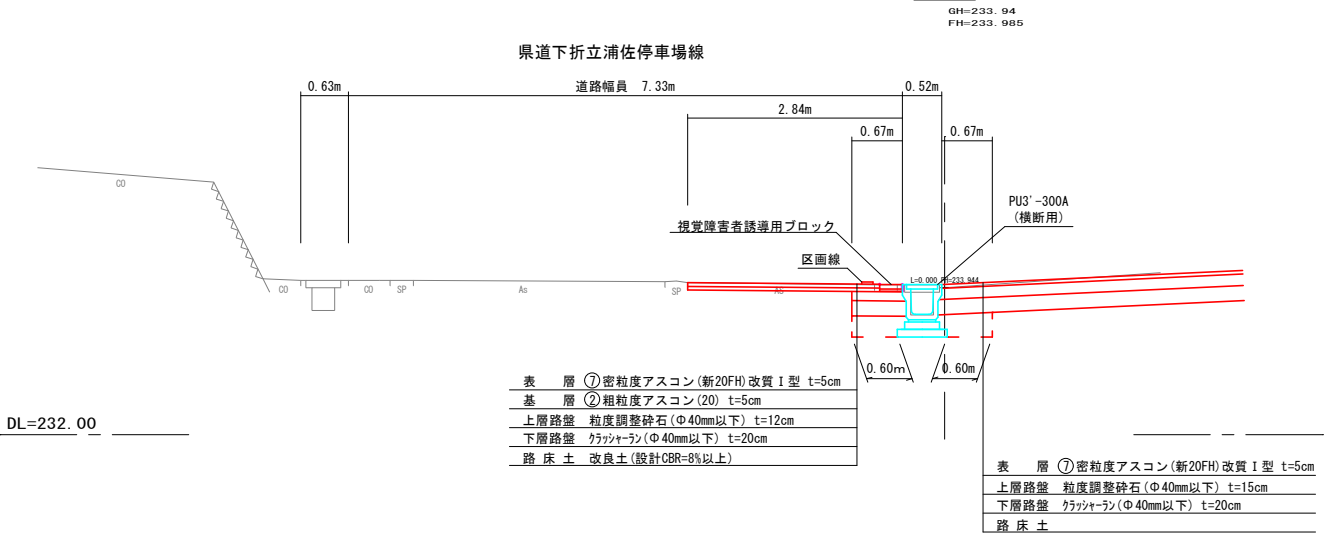 GH=233.94
FH=233.985
県道下折立浦佐停車場線
0.63m
道路幅員 7.33m
0.52m
2.84m
0.67m
0.67m
PU3'-300A
(横断用)
視覚障害者誘導用ブロック
区画線
L=0.000 FH=233.944
CO
CO
CO
SP
As
SP
As
0.60m
0.60m
表 層 ⑦密粒度アスコン(新20FH)改質Ⅰ型 t=5cm
基 層 ②粗粒度アスコン(20) t=5cm
上層路盤 粒度調整砕石(Φ40mm以下) t=12cm
下層路盤 クラッシャーラン(Φ40mm以下) t=20cm
路 床 土 改良土(設計CBR=8%以上)
DL=232.00
表 層 ⑦密粒度アスコン(新20FH)改質Ⅰ型 t=5cm
上層路盤 粒度調整砕石(Φ40mm以下) t=15cm
下層路盤 クラッシャーラン(Φ40mm以下) t=20cm
路 床 土